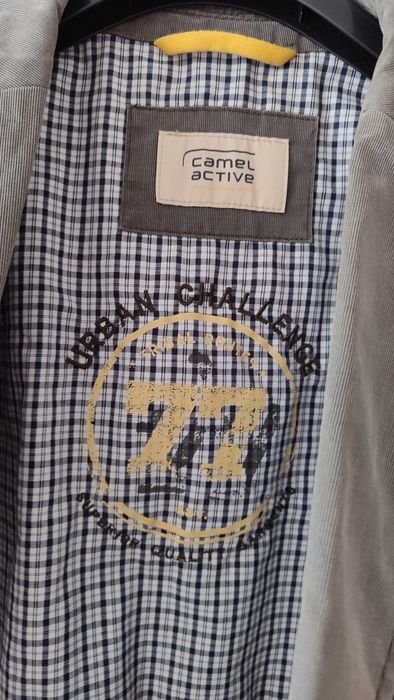 camel
active
URBAN CHALLENGE
77
SUPERIOR QUALITY